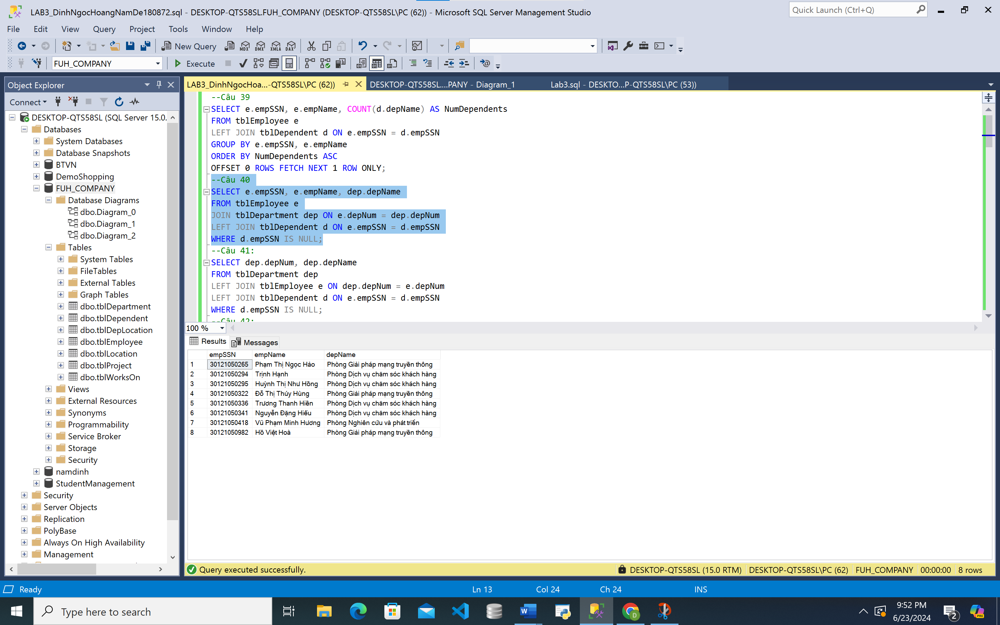 LAB3_DinhNgocHoangNamDe180872.sql - DESKTOP-QTS58SL.FUH_COMPANY (DESKTOP-QTS58SL\PC (62)) - Microsoft SQL Server Management Studio
Quick Launch (Ctrl+Q)
File Edit View Query Project Tools Window Help
New Query MDX DMX XMLA DAX
FUH_COMPANY Execute
Object Explorer
Connect
DESKTOP-QTS58SL (SQL Server 15.0.
Databases
System Databases
Database Snapshots
BTVN
DemoShopping
FUH_COMPANY
Database Diagrams
dbo.Diagram_0
dbo.Diagram_1
dbo.Diagram_2
Tables
System Tables
FileTables
External Tables
Graph Tables
dbo.tblDepartment
dbo.tblDependent
dbo.tblDepLocation
dbo.tblEmployee
dbo.tblLocation
dbo.tblProject
dbo.tblWorksOn
Views
External Resources
Synonyms
Programmability
Service Broker
Storage
Security
namdinh
StudentManagement
Security
Server Objects
Replication
PolyBase
Always On High Availability
Management
LAB3_DinhNgocHoa...-QTS58SL\PC (62)) DESKTOP-QTS58SL....PANY - Diagram_1 Lab3.sql - DESKTO...P-QTS58SL\PC (53))
--Câu 39
SELECT e.empSSN, e.empName, COUNT(d.depName) AS NumDependents
FROM tblEmployee e
LEFT JOIN tblDependent d ON e.empSSN = d.empSSN
GROUP BY e.empSSN, e.empName
ORDER BY NumDependents ASC
OFFSET 0 ROWS FETCH NEXT 1 ROW ONLY;
--Câu 40
SELECT e.empSSN, e.empName, dep.depName
FROM tblEmployee e
JOIN tblDepartment dep ON e.depNum = dep.depNum
LEFT JOIN tblDependent d ON e.empSSN = d.empSSN
WHERE d.empSSN IS NULL;
--Câu 41:
SELECT dep.depNum, dep.depName
FROM tblDepartment dep
LEFT JOIN tblEmployee e ON dep.depNum = e.depNum
LEFT JOIN tblDependent d ON e.empSSN = d.empSSN
WHERE d.empSSN IS NULL;
--Câu 42:
100 %
Results Messages
empSSN empName depName
1 30121050265 Phạm Thị Ngọc Hảo Phòng Giải pháp mạng truyền thông
2 30121050294 Trịnh Hạnh Phòng Dịch vụ chăm sóc khách hàng
3 30121050295 Huỳnh Thị Như Hồng Phòng Dịch vụ chăm sóc khách hàng
4 30121050322 Đỗ Thị Thúy Hùng Phòng Giải pháp mạng truyền thông
5 30121050336 Trương Thanh Hiền Phòng Dịch vụ chăm sóc khách hàng
6 30121050341 Nguyễn Đặng Hiếu Phòng Dịch vụ chăm sóc khách hàng
7 30121050418 Vũ Phạm Minh Hương Phòng Nghiên cứu và phát triển
8 30121050982 Hồ Việt Hoà Phòng Giải pháp mạng truyền thông
Query executed successfully. DESKTOP-QTS58SL (15.0 RTM) DESKTOP-QTS58SL\PC (62) FUH_COMPANY 00:00:00 8 rows
Ready Ln 13 Col 24 Ch 24 INS
Type here to search
9:52 PM
6/23/2024
2
PRE